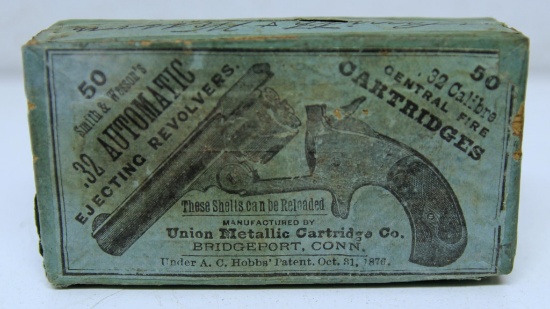 50
Smith & Wesson's
.32 AUTOMATIC
EJECTING REVOLVERS.
50
32 Calibre
CENTRAL FIRE
CARTRIDGES
These Shells can be Reloaded
MANUFACTURED BY
Union Metallic Cartridge Co.
BRIDGEPORT, CONN.
Under A. C. Hobbs' Patent. Oct. 31, 1876.